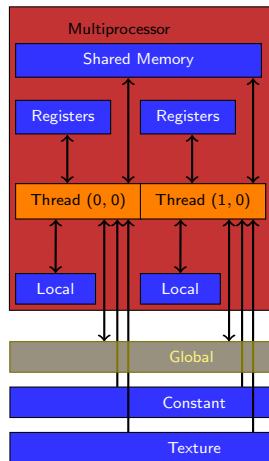 Multiprocessor
Shared Memory
Registers Registers
Thread (0, 0) Thread (1, 0)
Local Local
Global
Constant
Texture